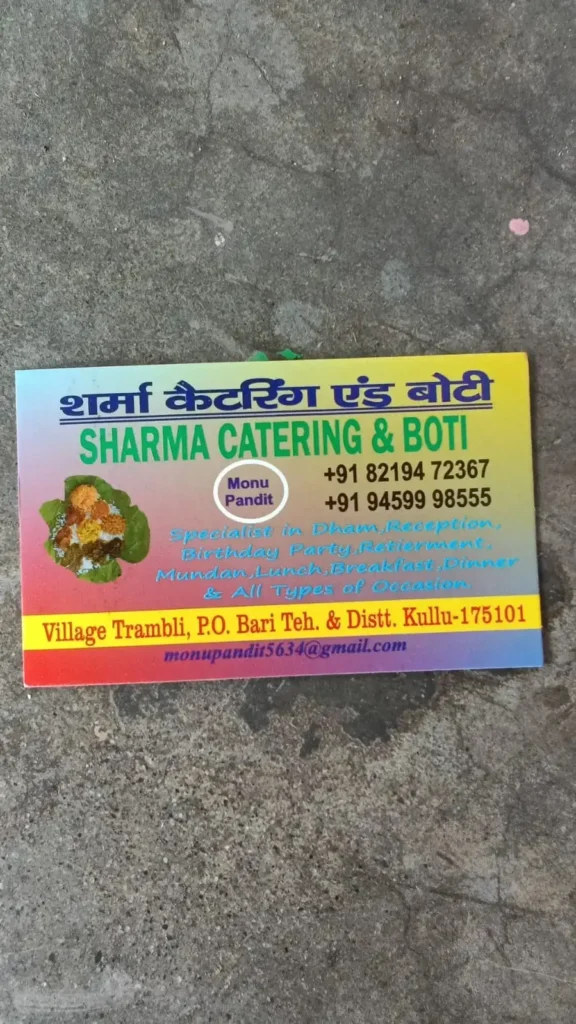 शर्मा कैटरिंग एंड बोटी
SHARMA CATERING & BOTI
Monu
Pandit
+91 82194 72367
+91 94599 98555
Specialist in Dham,Reception,
Birthday Party,Retierment,
Mundan,Lunch,Breakfast,Dinner
& All Types of Occasion
Village Trambli, P.O. Bari Teh. & Distt. Kullu-175101
monupandit5634@gmail.com